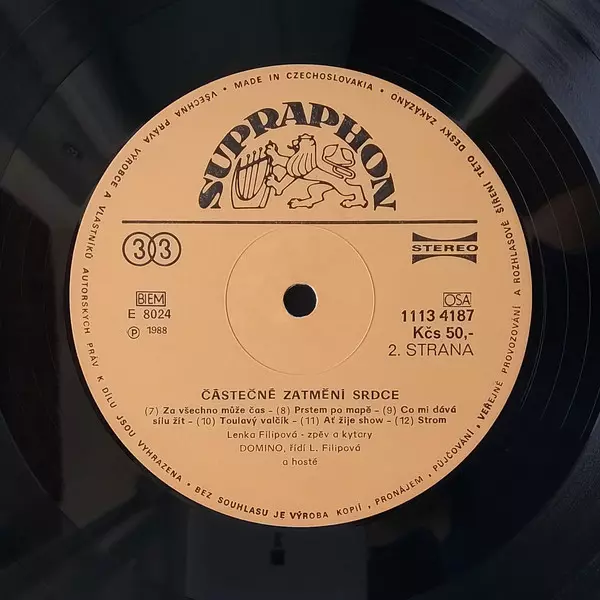 VŠECHNA PRÁVA VÝROBCE A VLASTNÍKŮ AUTORSKÝCH PRÁV K DÍLU JSOU VYHRAZENA • BEZ SOUHLASU JE VÝROBA KOPIÍ, PRONÁJEM, PŮJČOVÁNÍ • VEŘEJNÉ PROVOZOVÁNÍ A ROZHLASOVÉ ŠÍŘENÍ TÉTO DESKY ZAKÁZÁNO • MADE IN CZECHOSLOVAKIA •
SUPRAPHON
33
STEREO
BIEM
OSA
E 8024
1113 4187
Ⓟ 1988
Kčs 50,-
2. STRANA
ČÁSTEČNÉ ZATMĚNÍ SRDCE
(7) Za všechno může čas - (8) Prstem po mapě - (9) Co mi dává
sílu žít - (10) Toulavý valčík - (11) Ať žije show - (12) Strom
Lenka Filipová - zpěv a kytary
DOMINO, řídí L. Filipová
a hosté